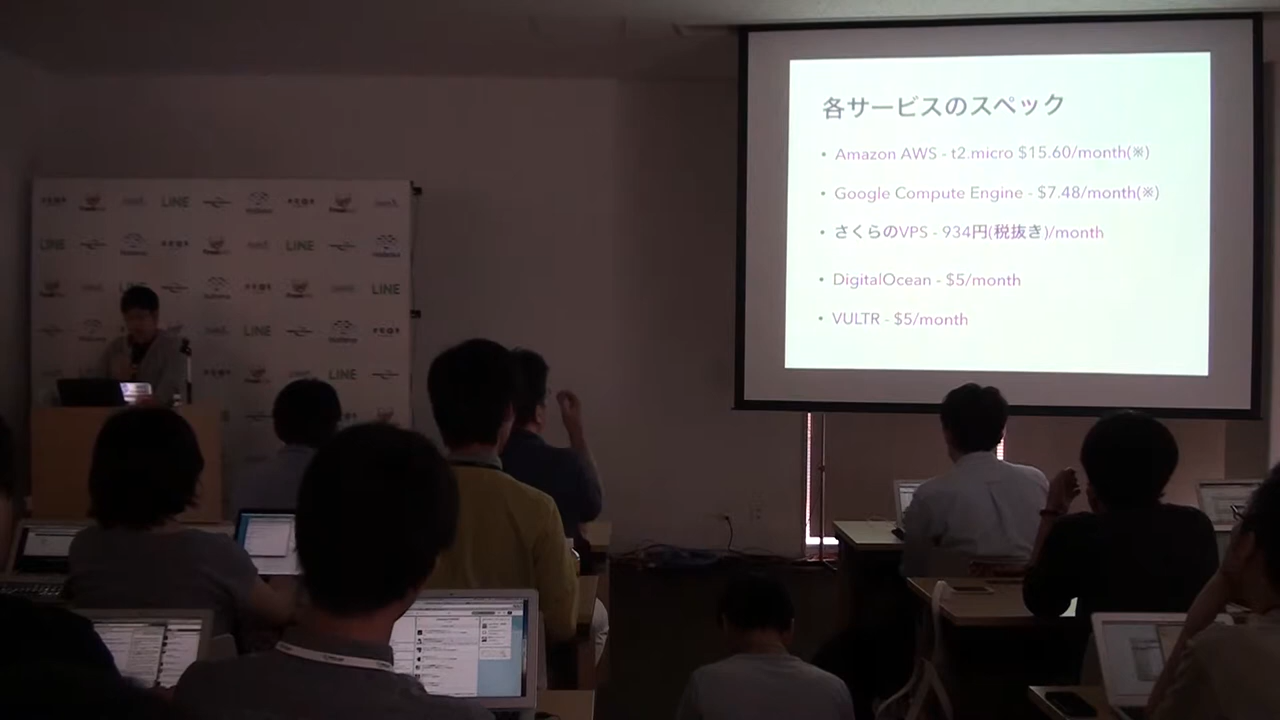 各サービスのスペック
• Amazon AWS - t2.micro $15.60/month(※)
• Google Compute Engine - $7.48/month(※)
• さくらのVPS - 934円(税抜き)/month
• DigitalOcean - $5/month
• VULTR - $5/month
LINE
LINE
LINE
LINE
LINE
LINE